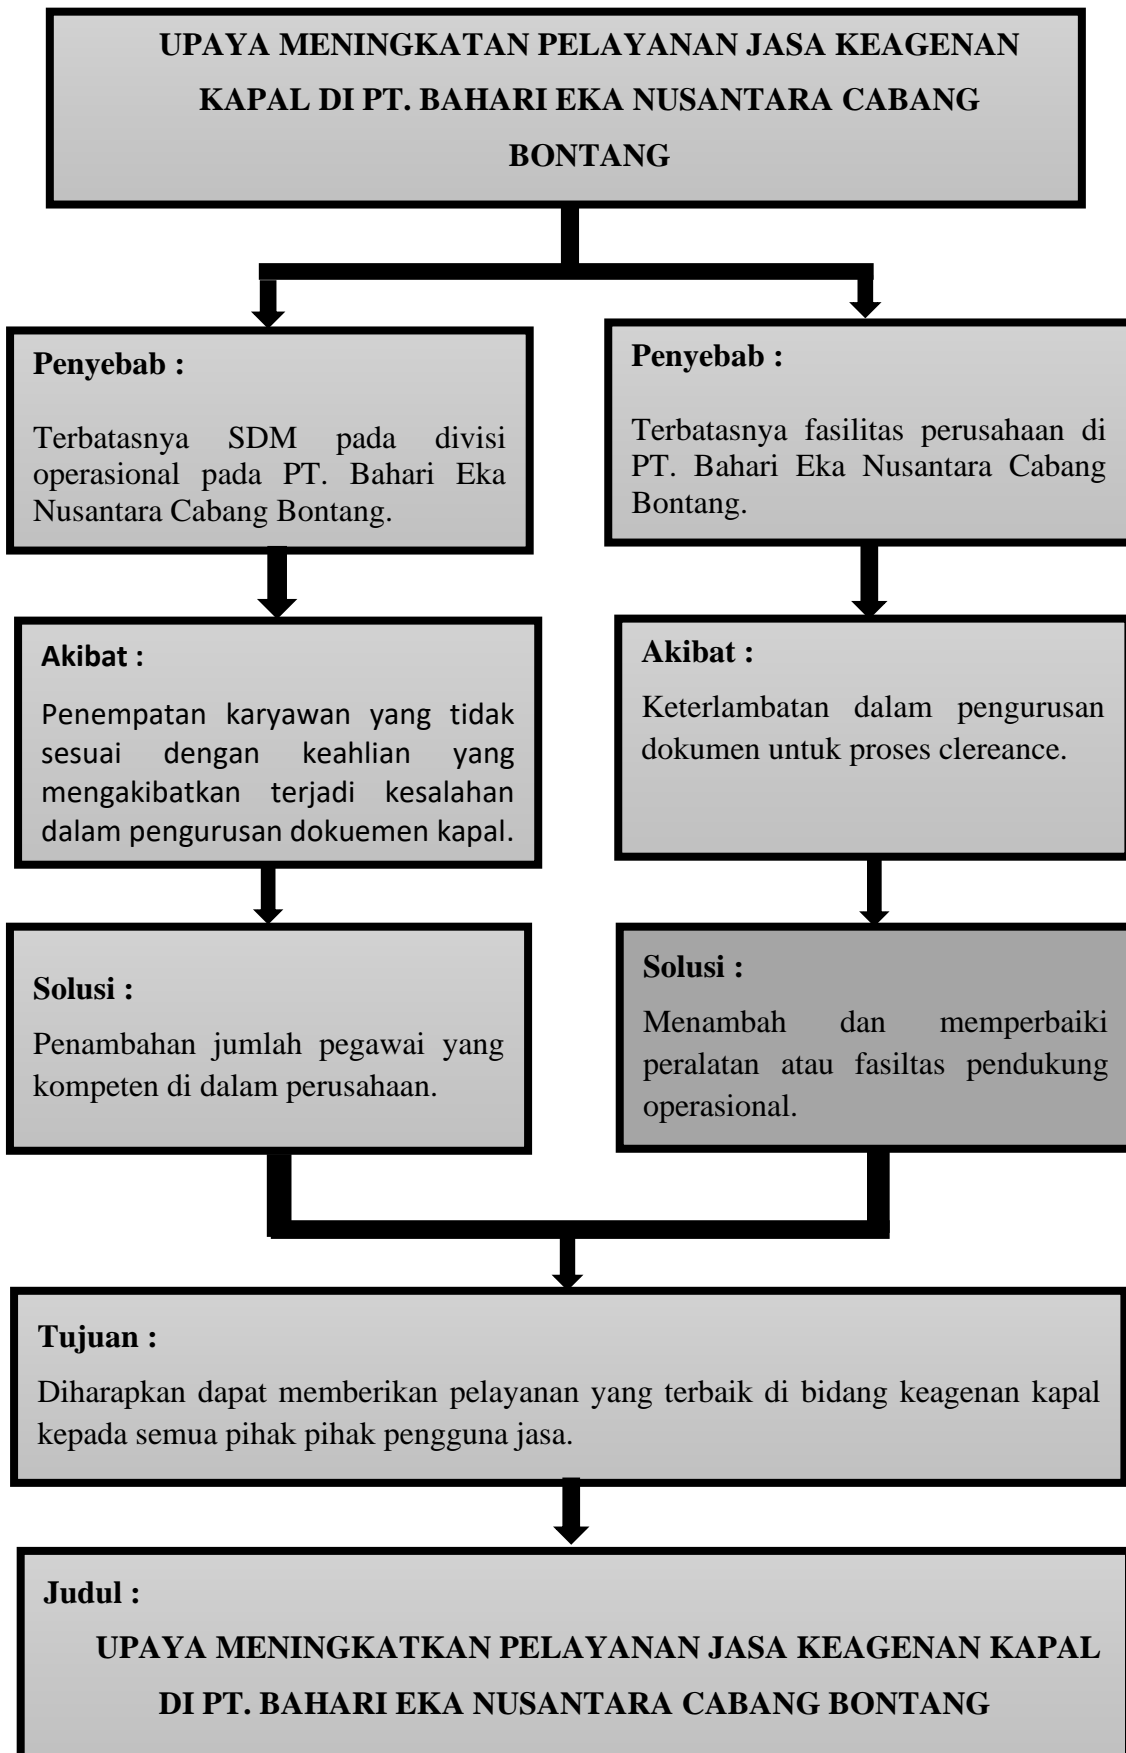 UPAYA MENINGKATAN PELAYANAN JASA KEAGENAN
KAPAL DI PT. BAHARI EKA NUSANTARA CABANG
BONTANG
Penyebab :
Terbatasnya SDM pada divisi
operasional pada PT. Bahari Eka
Nusantara Cabang Bontang.
Penyebab :
Terbatasnya fasilitas perusahaan di
PT. Bahari Eka Nusantara Cabang
Bontang.
Akibat :
Penempatan karyawan yang tidak
sesuai dengan keahlian yang
mengakibatkan terjadi kesalahan
dalam pengurusan dokuemen kapal.
Akibat :
Keterlambatan dalam pengurusan
dokumen untuk proses clereance.
Solusi :
Penambahan jumlah pegawai yang
kompeten di dalam perusahaan.
Solusi :
Menambah dan memperbaiki
peralatan atau fasiltas pendukung
operasional.
Tujuan :
Diharapkan dapat memberikan pelayanan yang terbaik di bidang keagenan kapal
kepada semua pihak pihak pengguna jasa.
Judul :
UPAYA MENINGKATKAN PELAYANAN JASA KEAGENAN KAPAL
DI PT. BAHARI EKA NUSANTARA CABANG BONTANG